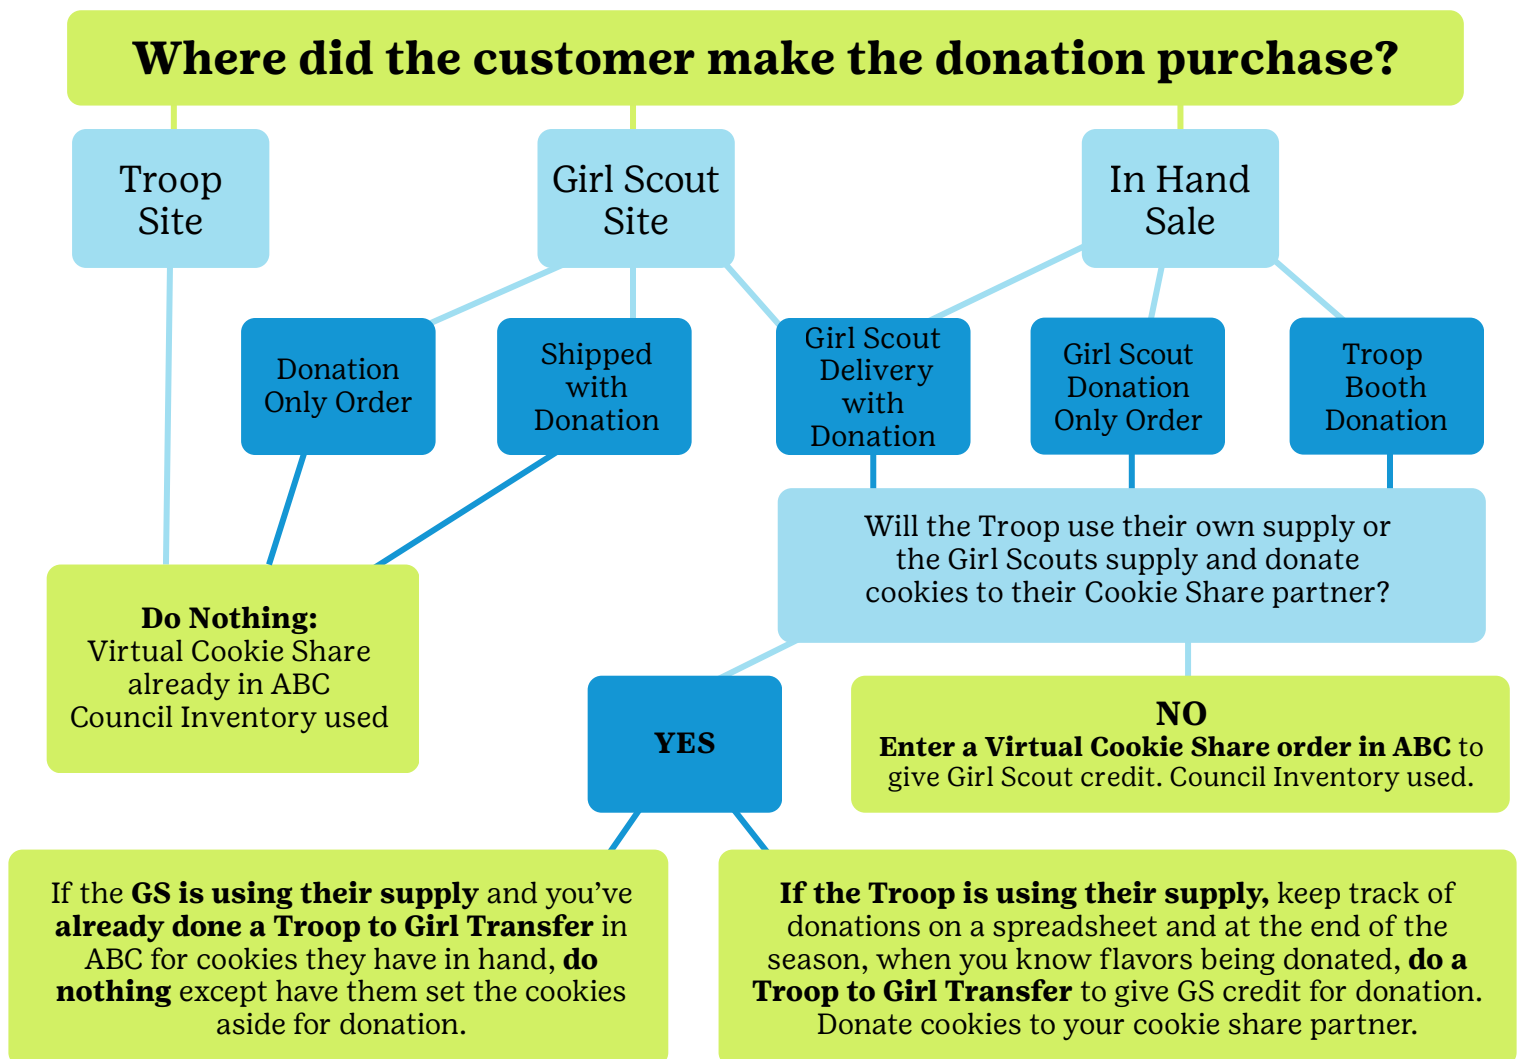 Where did the customer make the donation purchase?
Troop
Site
Girl Scout
Site
In Hand
Sale
Donation
Only Order
Shipped
with
Donation
Girl Scout
Delivery
with
Donation
Girl Scout
Donation
Only Order
Troop
Booth
Donation
Will the Troop use their own supply or
the Girl Scouts supply and donate
cookies to their Cookie Share partner?
Do Nothing:
Virtual Cookie Share
already in ABC
Council Inventory used
YES
NO
Enter a Virtual Cookie Share order in ABC to
give Girl Scout credit. Council Inventory used.
If the GS is using their supply and you’ve
already done a Troop to Girl Transfer in
ABC for cookies they have in hand, do
nothing except have them set the cookies
aside for donation.
If the Troop is using their supply, keep track of
donations on a spreadsheet and at the end of the
season, when you know flavors being donated, do a
Troop to Girl Transfer to give GS credit for donation.
Donate cookies to your cookie share partner.